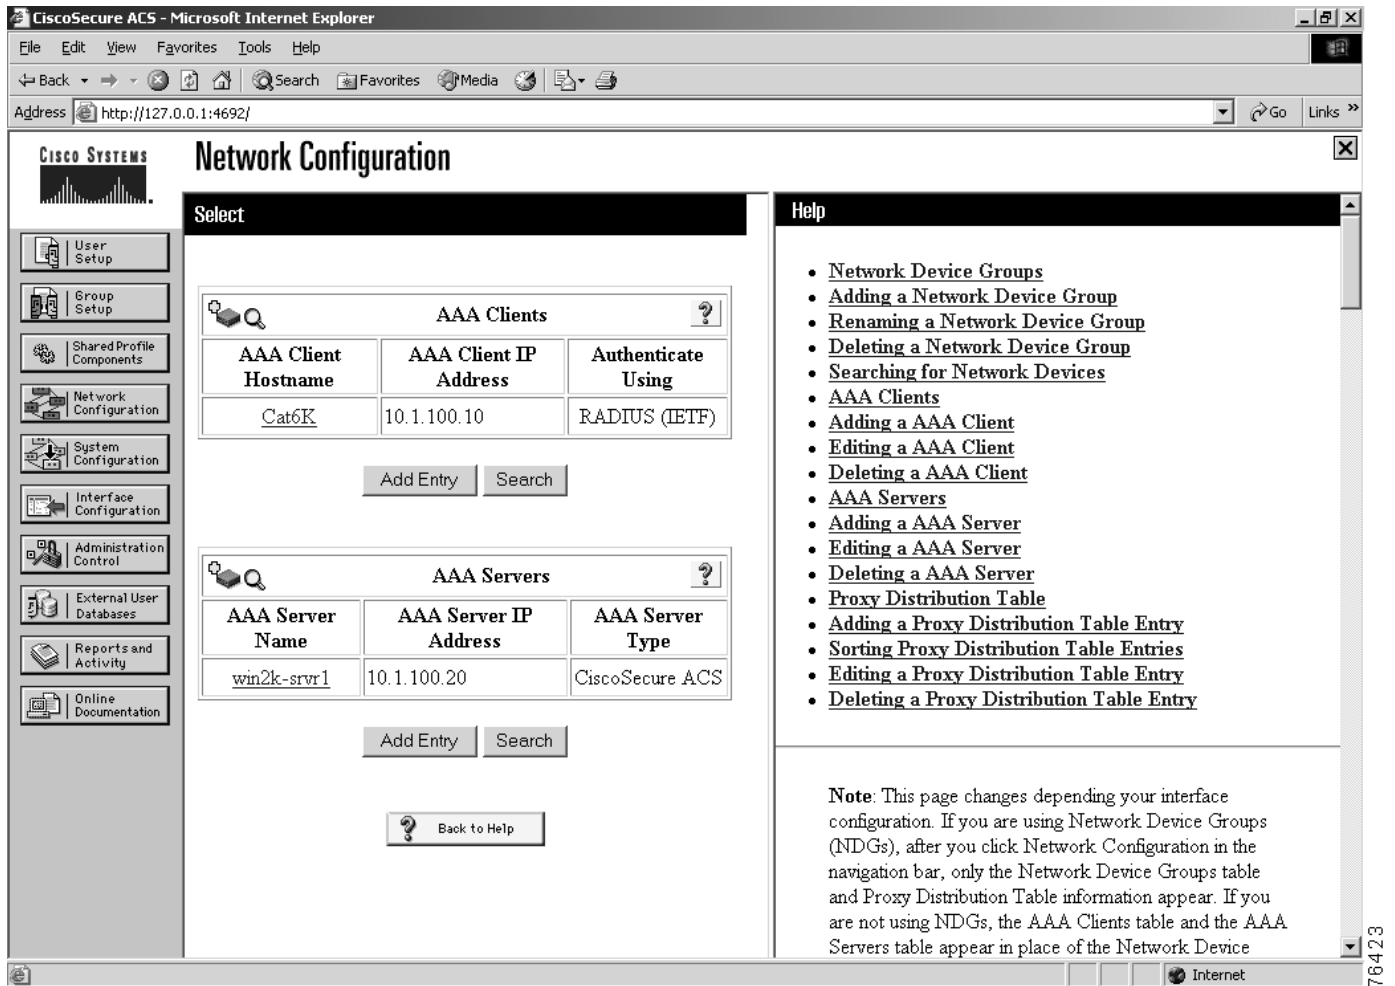 CiscoSecure ACS - Microsoft Internet Explorer
File Edit View Favorites Tools Help
Back Search Favorites Media
Address http://127.0.0.1:4692/ Go Links »
CISCO SYSTEMS
Network Configuration
User
Setup
Group
Setup
Shared Profile
Components
Network
Configuration
System
Configuration
Interface
Configuration
Administration
Control
External User
Databases
Reports and
Activity
Online
Documentation
Select
AAA Clients ?
AAA Client
Hostname
AAA Client IP
Address
Authenticate
Using
Cat6K 10.1.100.10 RADIUS (IETF)
Add Entry Search
AAA Servers ?
AAA Server
Name
AAA Server IP
Address
AAA Server
Type
win2k-srvr1 10.1.100.20 CiscoSecure ACS
Add Entry Search
? Back to Help
Help
• Network Device Groups
• Adding a Network Device Group
• Renaming a Network Device Group
• Deleting a Network Device Group
• Searching for Network Devices
• AAA Clients
• Adding a AAA Client
• Editing a AAA Client
• Deleting a AAA Client
• AAA Servers
• Adding a AAA Server
• Editing a AAA Server
• Deleting a AAA Server
• Proxy Distribution Table
• Adding a Proxy Distribution Table Entry
• Sorting Proxy Distribution Table Entries
• Editing a Proxy Distribution Table Entry
• Deleting a Proxy Distribution Table Entry
Note: This page changes depending your interface
configuration. If you are using Network Device Groups
(NDGs), after you click Network Configuration in the
navigation bar, only the Network Device Groups table
and Proxy Distribution Table information appear. If you
are not using NDGs, the AAA Clients table and the AAA
Servers table appear in place of the Network Device
Internet
76423